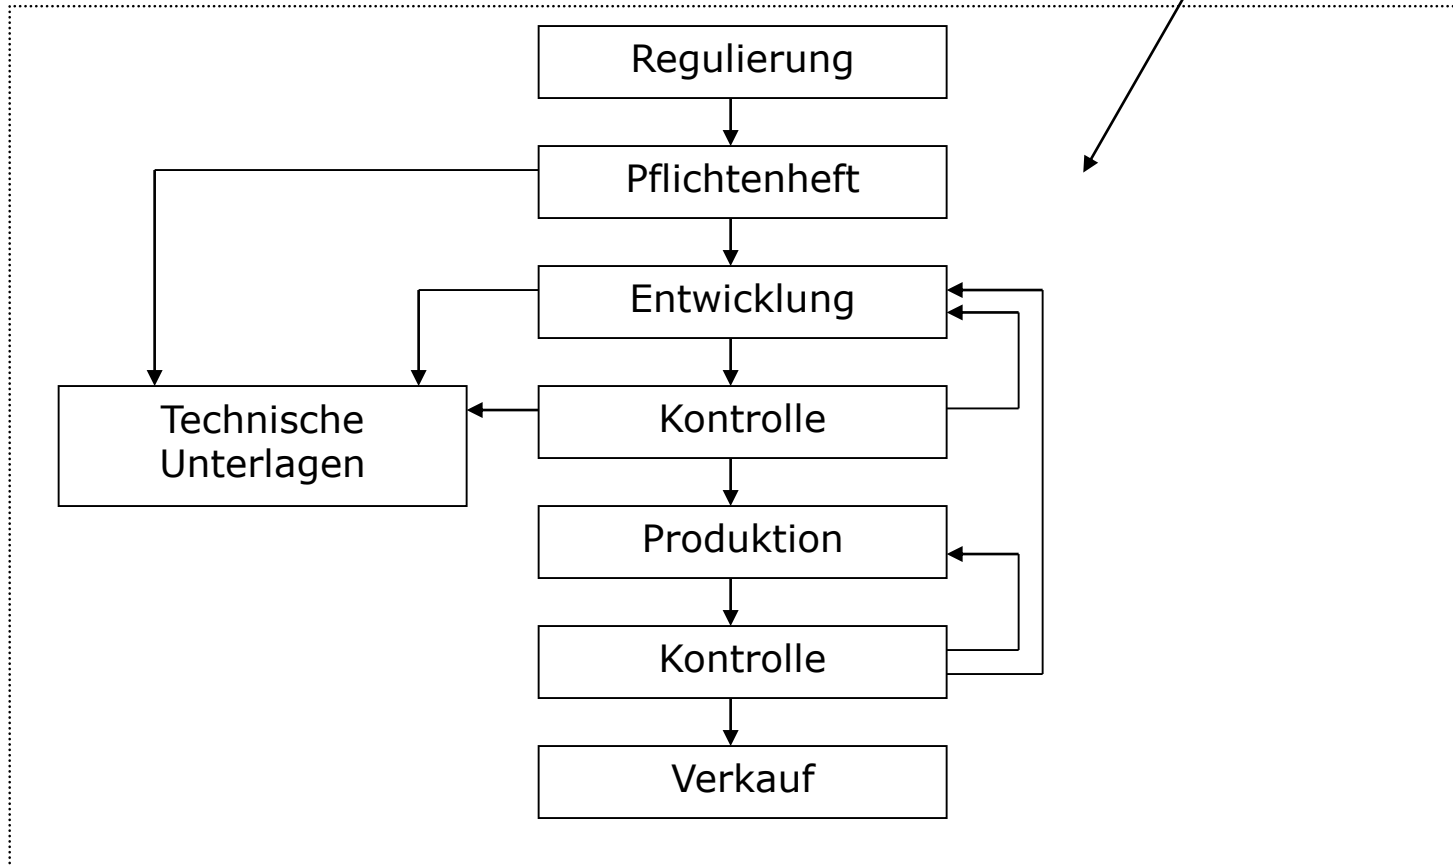 Regulierung
Pflichtenheft
Entwicklung
Technische
Unterlagen
Kontrolle
Produktion
Kontrolle
Verkauf